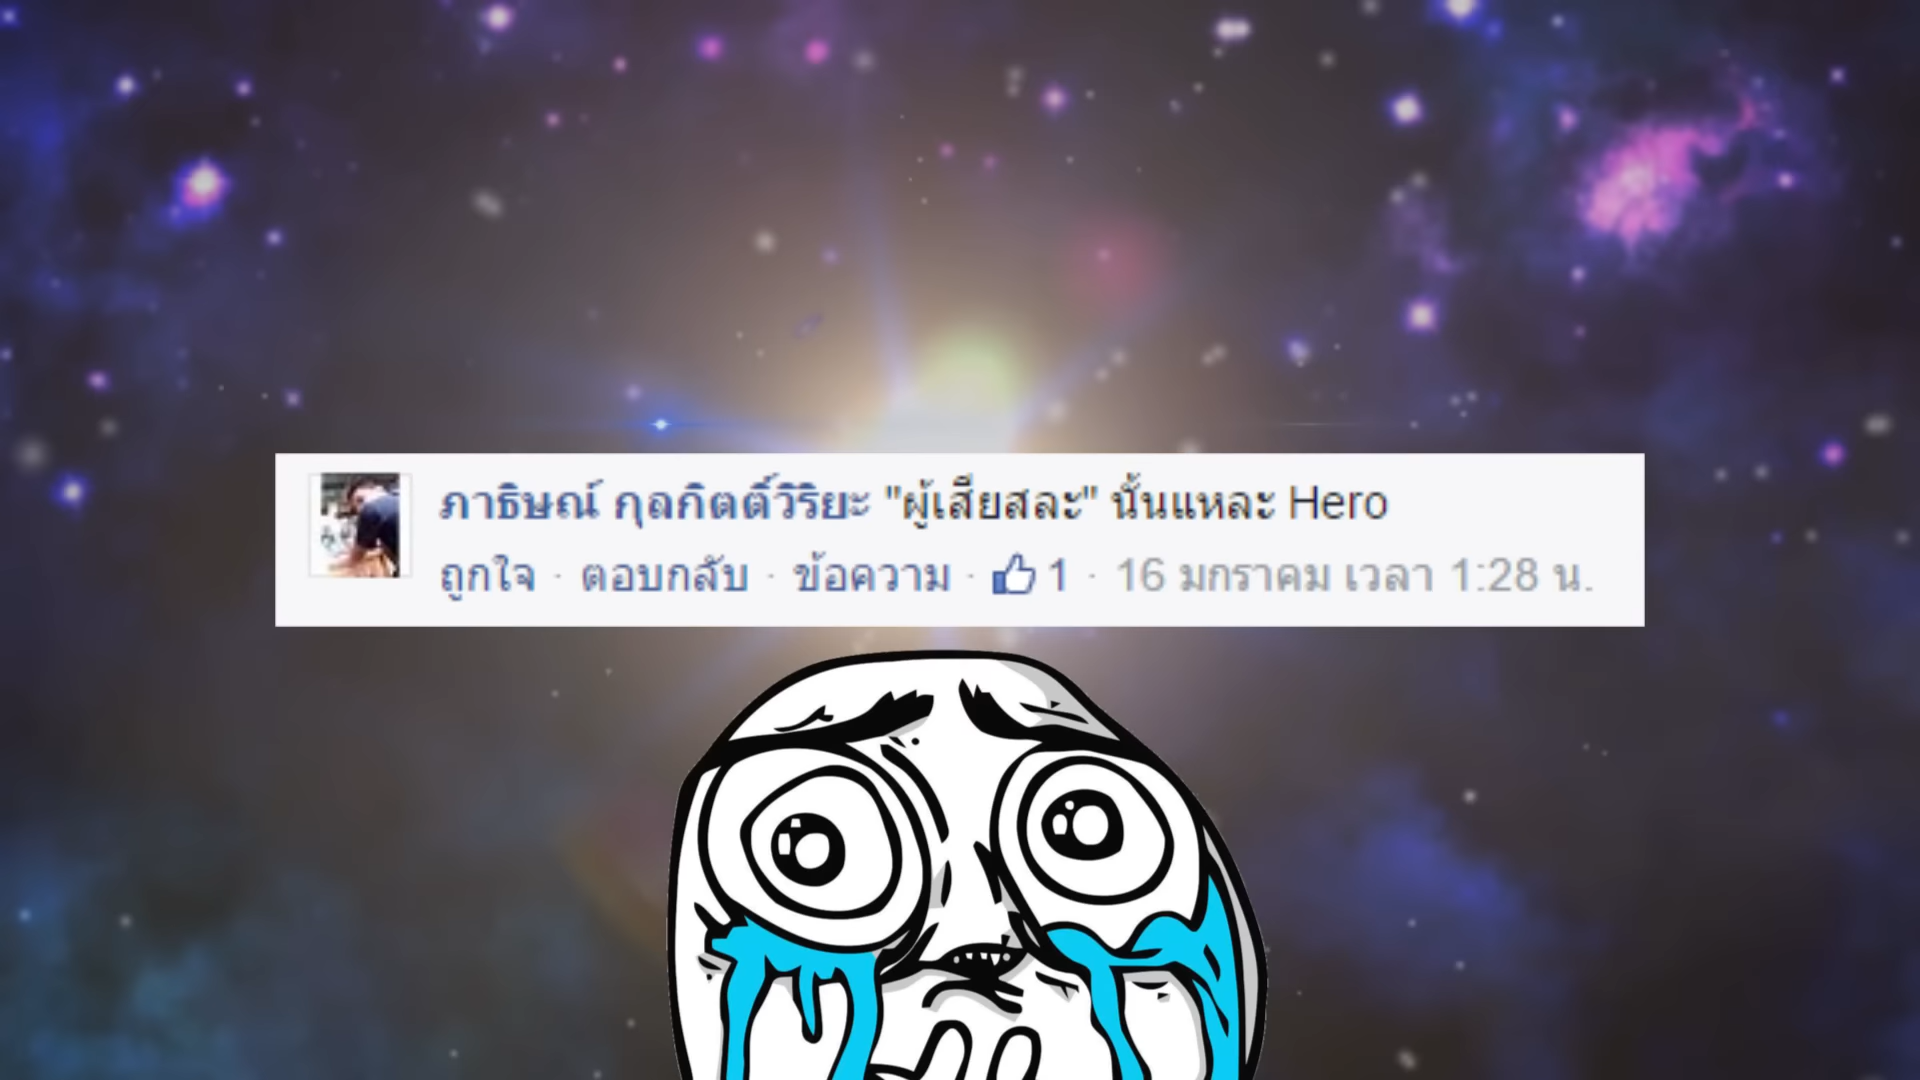 ภาธิษณ์ กุลกิตติ์วิริยะ "ผู้เสียสละ" นั้นแหละ Hero
ถูกใจ · ตอบกลับ · ข้อความ · 1 · 16 มกราคม เวลา 1:28 น.